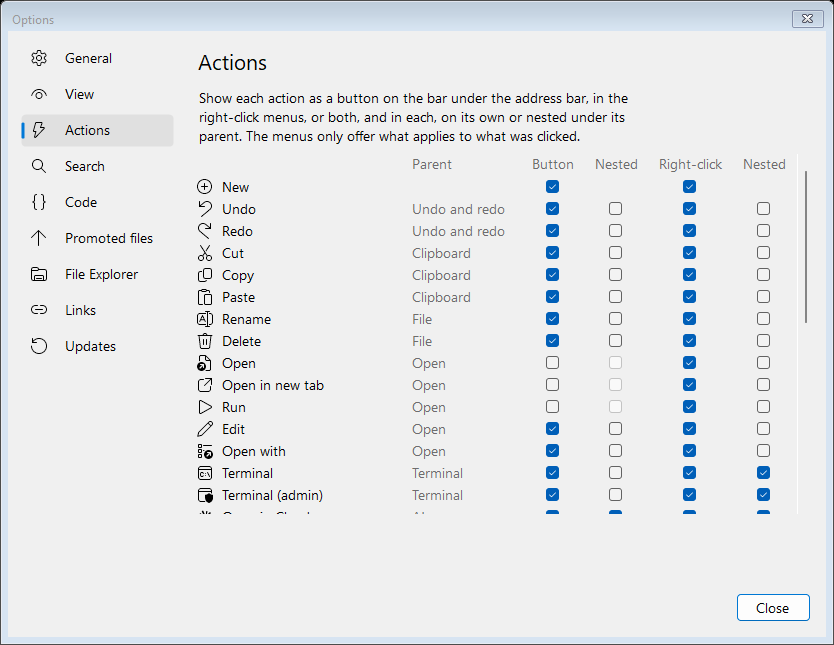 Options
General
View
Actions
Search
Code
Promoted files
File Explorer
Links
Updates
Actions
Show each action as a button on the bar under the address bar, in the
right-click menus, or both, and in each, on its own or nested under its
parent. The menus only offer what applies to what was clicked.
Parent Button Nested Right-click Nested
New
Undo Undo and redo
Redo Undo and redo
Cut Clipboard
Copy Clipboard
Paste Clipboard
Rename File
Delete File
Open Open
Open in new tab Open
Run Open
Edit Open
Open with Open
Terminal Terminal
Terminal (admin) Terminal
Close